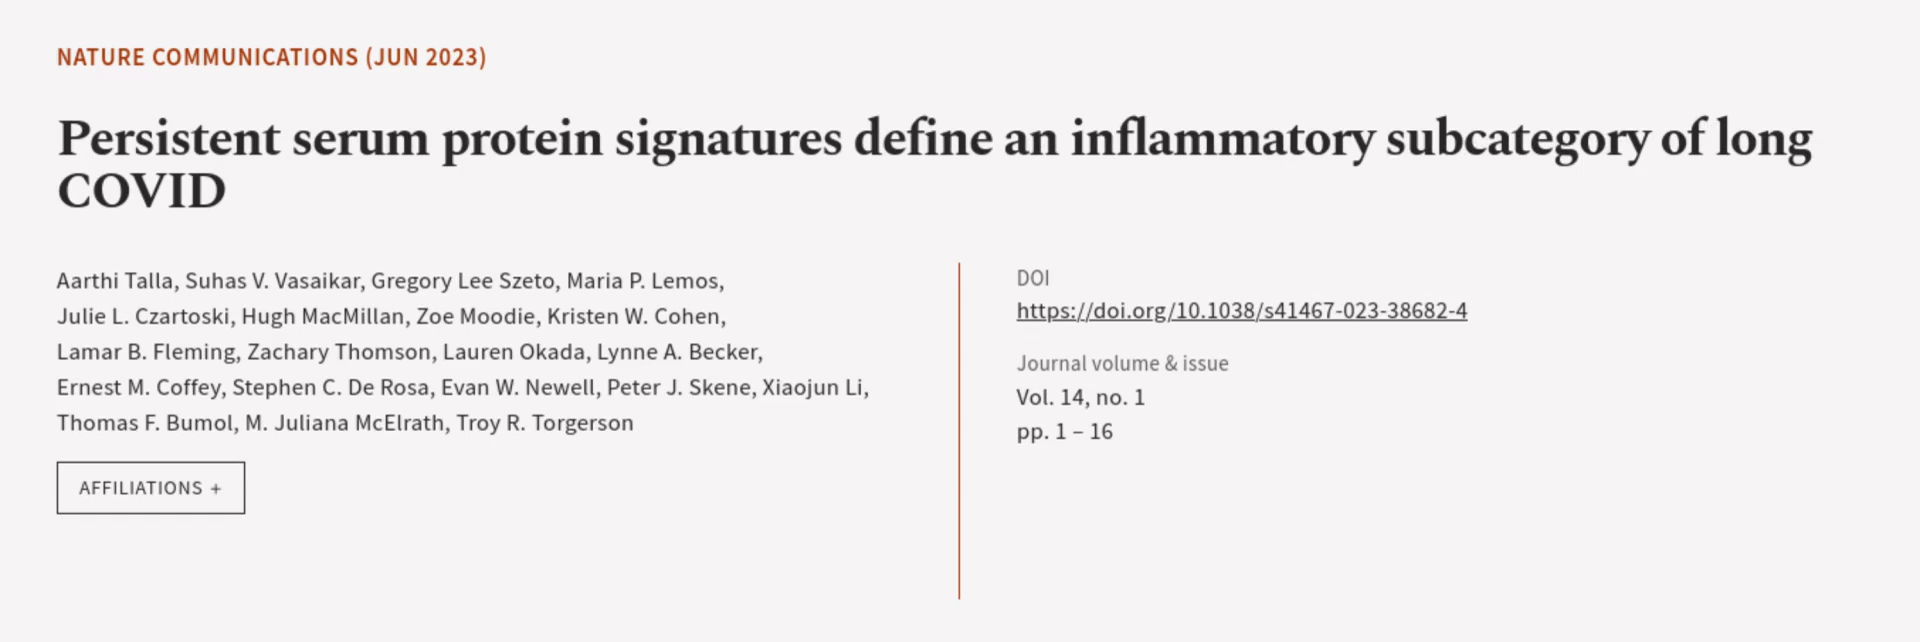 NATURE COMMUNICATIONS (JUN 2023)
Persistent serum protein signatures define an inflammatory subcategory of long
COVID
Aarthi Talla, Suhas V. Vasaikar, Gregory Lee Szeto, Maria P. Lemos,
Julie L. Czartoski, Hugh MacMillan, Zoe Moodie, Kristen W. Cohen,
Lamar B. Fleming, Zachary Thomson, Lauren Okada, Lynne A. Becker,
Ernest M. Coffey, Stephen C. De Rosa, Evan W. Newell, Peter J. Skene, Xiaojun Li,
Thomas F. Bumol, M. Juliana McElrath, Troy R. Torgerson
AFFILIATIONS +
DOI
https://doi.org/10.1038/s41467-023-38682-4
Journal volume & issue
Vol. 14, no. 1
pp. 1 – 16